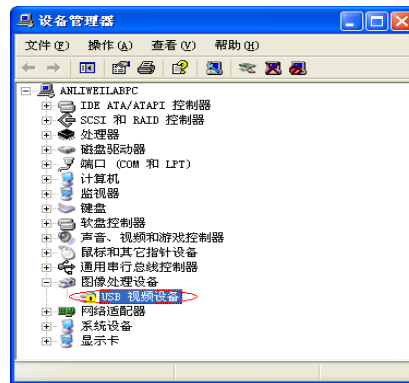 设备管理器
文件(F) 操作(A) 查看(V) 帮助(H)
ANLIWEILABPC
IDE ATA/ATAPI 控制器
SCSI 和 RAID 控制器
处理器
磁盘驱动器
端口 (COM 和 LPT)
计算机
监视器
键盘
软盘控制器
声音、视频和游戏控制器
鼠标和其它指针设备
通用串行总线控制器
图像处理设备
USB 视频设备
网络适配器
系统设备
显示卡